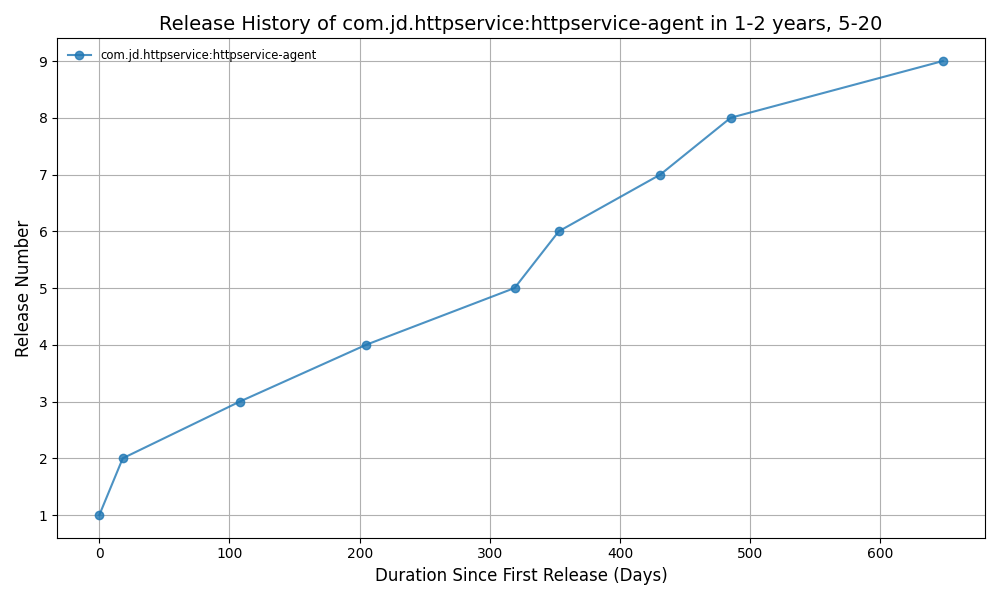 Release History of com.jd.httpservice:httpservice-agent in 1-2 years, 5-20
com.jd.httpservice:httpservice-agent
9
8
7
6
5
4
3
2
1
Release Number
0 100 200 300 400 500 600
Duration Since First Release (Days)